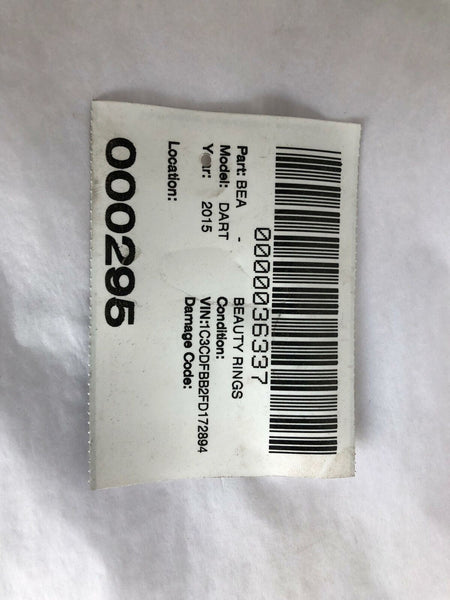 0000036337
Part: BEA - BEAUTY RINGS
Model: DART Condition:
Year: 2015 VIN:1C3CDFBB2FD172894
Damage Code:
Location:
000295